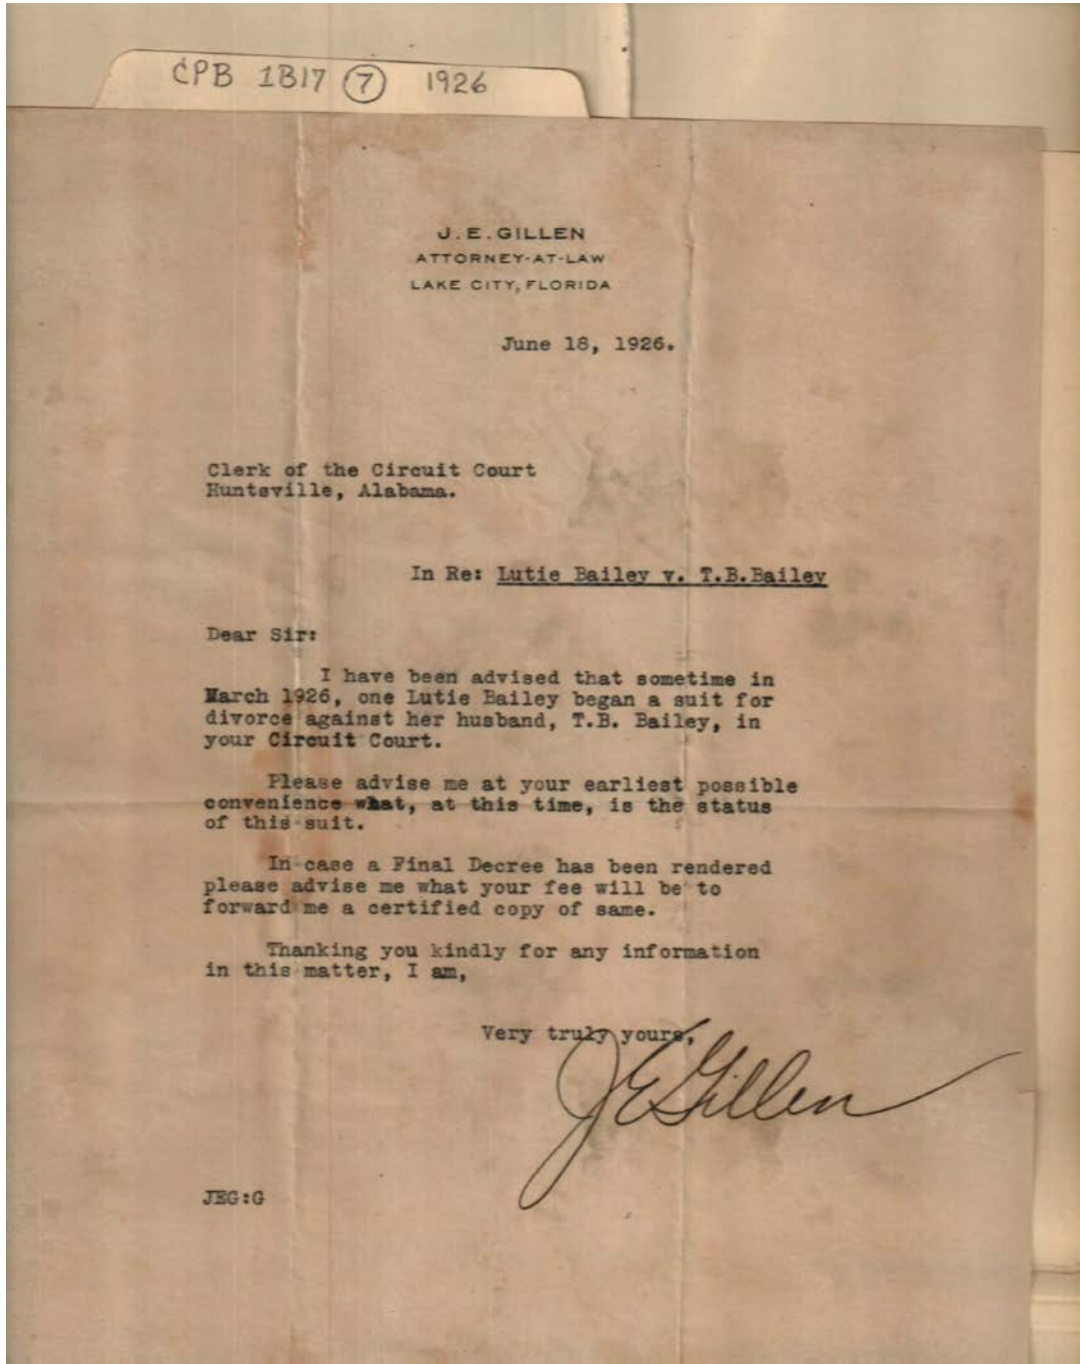 CPB 1B17 7 1926
J. E. GILLEN
ATTORNEY-AT-LAW
LAKE CITY, FLORIDA
June 18, 1926.
Clerk of the Circuit Court
Huntsville, Alabama.
In Re: Lutie Bailey v. T.B.Bailey
Dear Sir:
I have been advised that sometime in
March 1926, one Lutie Bailey began a suit for
divorce against her husband, T.B. Bailey, in
your Circuit Court.
Please advise me at your earliest possible
convenience what, at this time, is the status
of this suit.
In case a Final Decree has been rendered
please advise me what your fee will be to
forward me a certified copy of same.
Thanking you kindly for any information
in this matter, I am,
Very truly yours,
J E Gillen
JEG:G